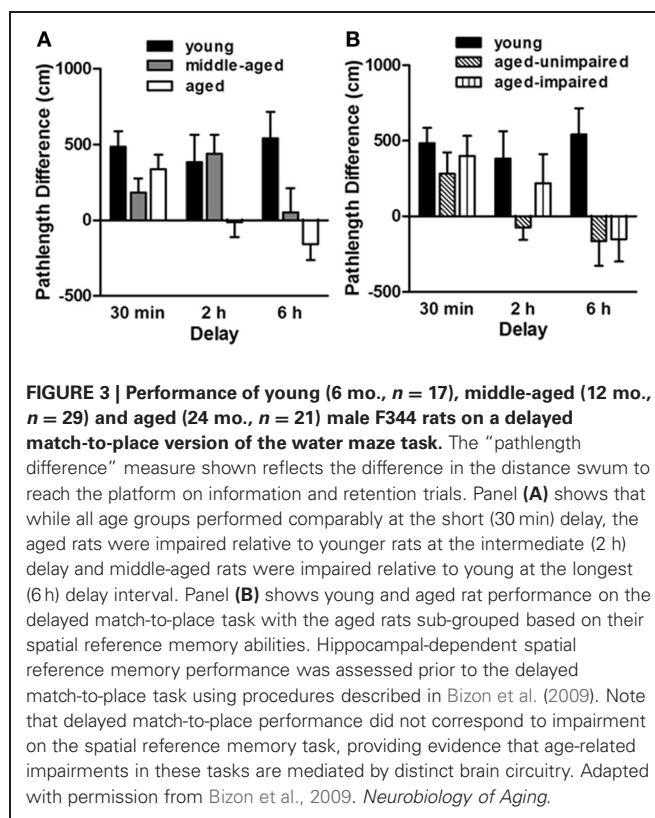 A
B
young
middle-aged
aged
young
aged-unimpaired
aged-impaired
Pathlength Difference (cm)
1000
500
0
-500
30 min 2 h 6 h
Delay
Pathlength Difference (cm)
1000
500
0
-500
30 min 2 h 6 h
Delay
FIGURE 3 | Performance of young (6 mo., n = 17), middle-aged (12 mo.,
n = 29) and aged (24 mo., n = 21) male F344 rats on a delayed
match-to-place version of the water maze task. The “pathlength
difference” measure shown reflects the difference in the distance swum to
reach the platform on information and retention trials. Panel (A) shows that
while all age groups performed comparably at the short (30 min) delay, the
aged rats were impaired relative to younger rats at the intermediate (2 h)
delay and middle-aged rats were impaired relative to young at the longest
(6 h) delay interval. Panel (B) shows young and aged rat performance on the
delayed match-to-place task with the aged rats sub-grouped based on their
spatial reference memory abilities. Hippocampal-dependent spatial
reference memory performance was assessed prior to the delayed
match-to-place task using procedures described in Bizon et al. (2009). Note
that delayed match-to-place performance did not correspond to impairment
on the spatial reference memory task, providing evidence that age-related
impairments in these tasks are mediated by distinct brain circuitry. Adapted
with permission from Bizon et al., 2009. Neurobiology of Aging.